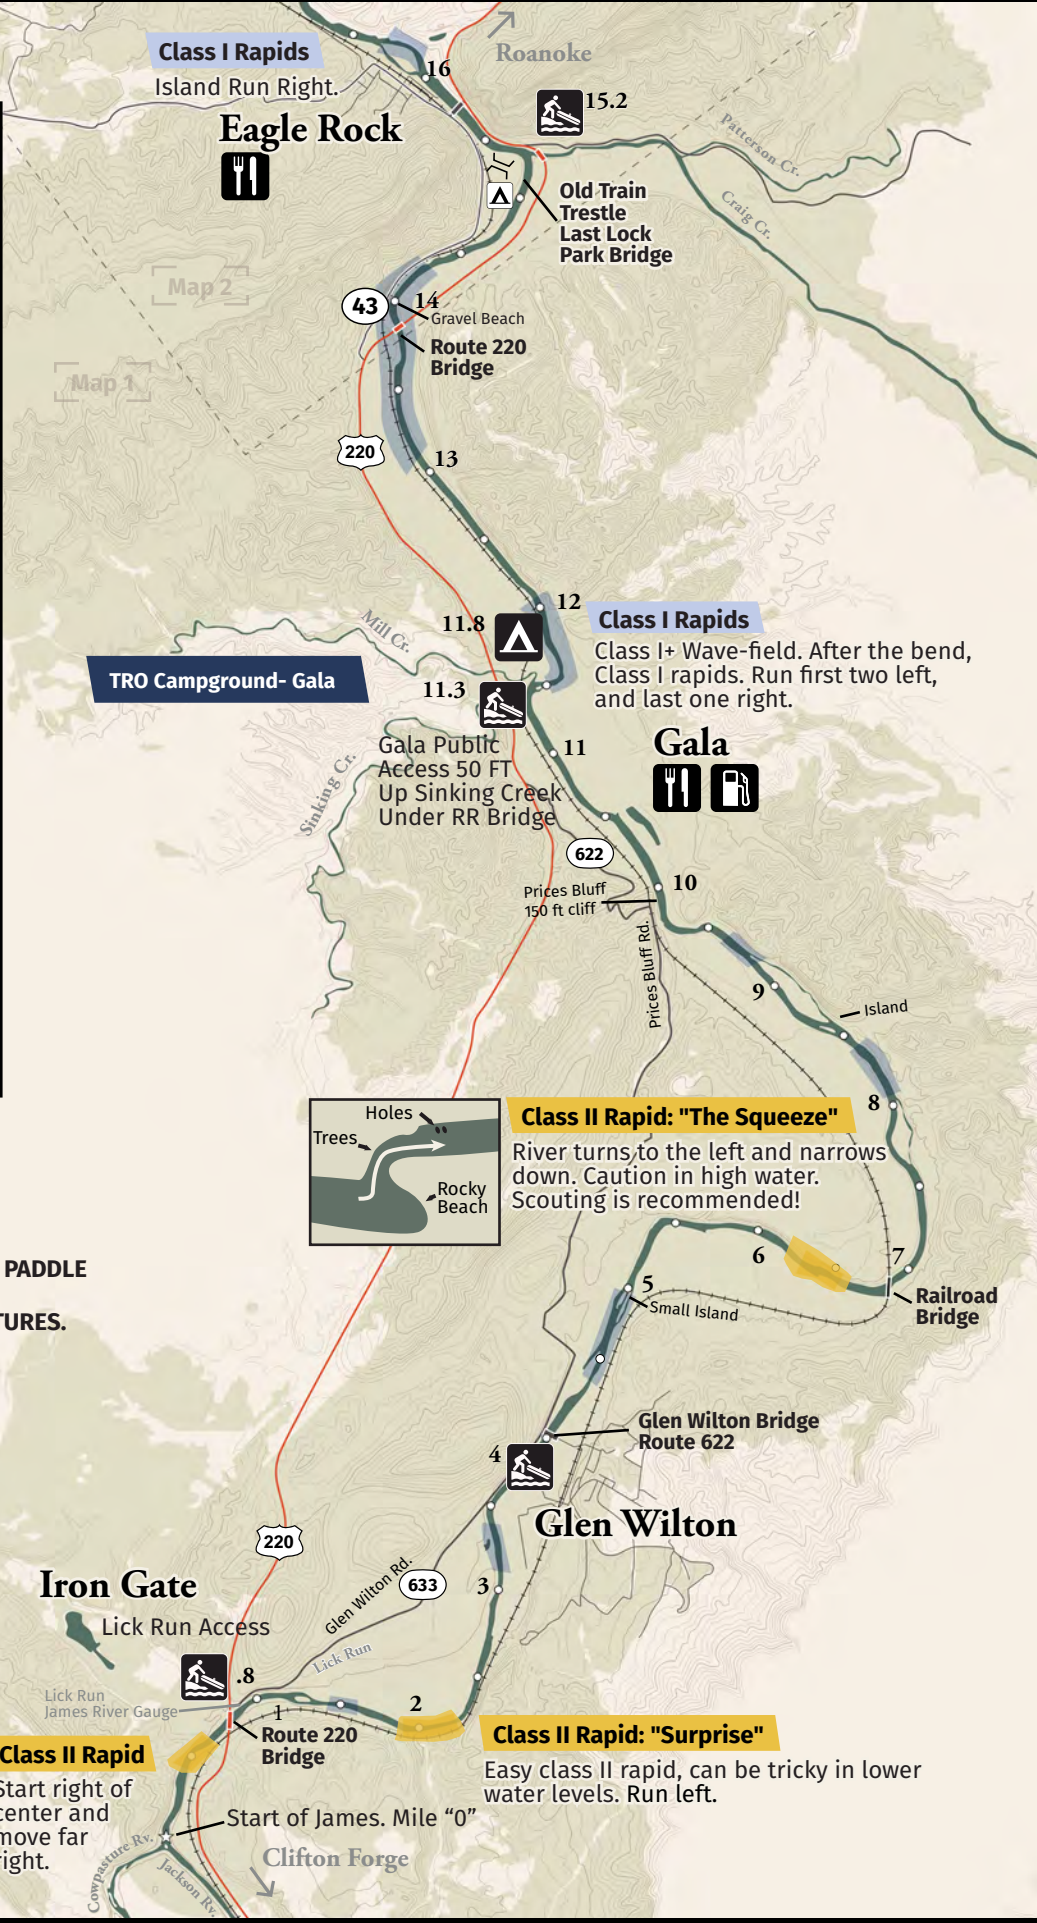 Roanoke
Class I Rapids
Island Run Right.
16
15.2
Eagle Rock
Patterson Cr.
Craig Cr.
Old Train
Trestle
Last Lock
Park Bridge
Map 2
43
14
Gravel Beach
Route 220
Bridge
Map 1
220
13
12
11.8
Class I Rapids
Class I+ Wave-field. After the bend,
Class I rapids. Run first two left,
and last one right.
Mill Cr.
TRO Campground- Gala
11.3
Gala Public
Access 50 FT
Up Sinking Creek
Under RR Bridge
Sinking Cr.
11
Gala
622
10
Prices Bluff
150 ft cliff
Prices Bluff Rd.
9
Island
8
Holes
Trees
Rocky
Beach
Class II Rapid: "The Squeeze"
River turns to the left and narrows
down. Caution in high water.
Scouting is recommended!
PADDLE
TURES.
6
7
Railroad
Bridge
5
Small Island
Glen Wilton Bridge
Route 622
4
Glen Wilton
220
Iron Gate
Lick Run Access
Glen Wilton Rd.
633
3
Lick Run
.8
Lick Run
James River Gauge
1
2
Route 220
Bridge
Class II Rapid
Start right of
center and
move far
right.
Class II Rapid: "Surprise"
Easy class II rapid, can be tricky in lower
water levels. Run left.
Start of James. Mile “0”
Cowpasture Rv.
Jackson Rv.
Clifton Forge